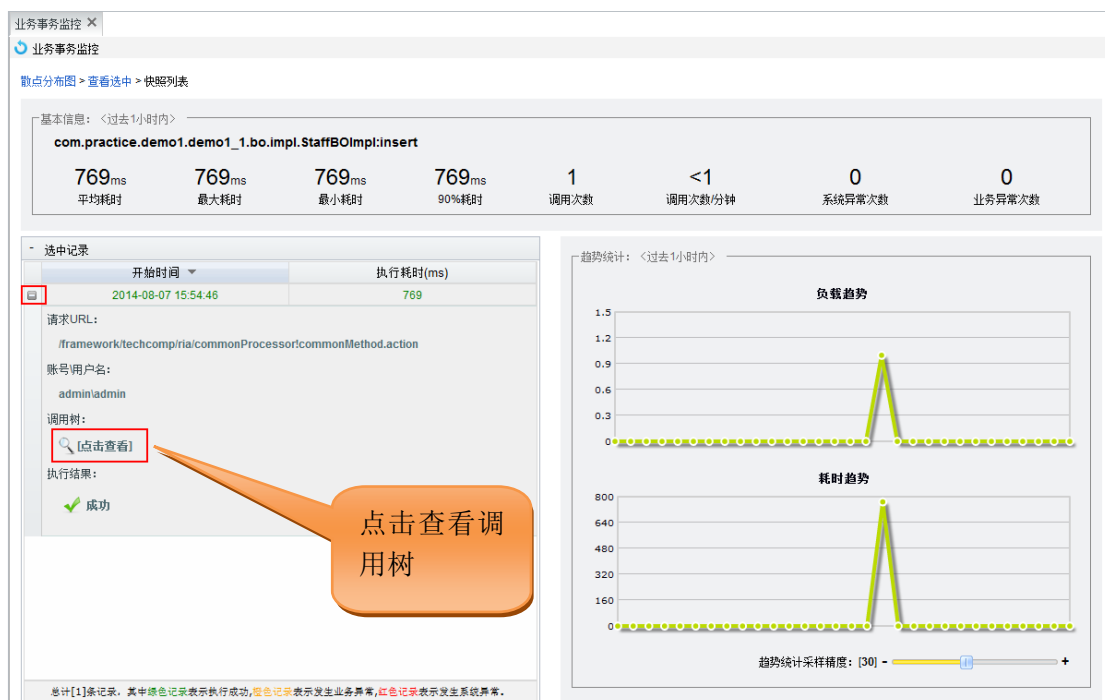 业务事务监控 ×
业务事务监控
散点分布图 > 查看选中 > 快照列表
基本信息：〈过去1小时内〉
com.practice.demo1.demo1_1.bo.impl.StaffBOImpl:insert
769ms 769ms 769ms 769ms 1 <1 0 0
平均耗时 最大耗时 最小耗时 90%耗时 调用次数 调用次数/分钟 系统异常次数 业务异常次数
- 选中记录
开始时间 执行耗时(ms)
2014-08-07 15:54:46 769
请求URL：
/framework/techcomp/ria/commonProcessor!commonMethod.action
账号\用户名：
admin\admin
调用树：
[点击查看]
执行结果：
成功
点击查看调
用树
总计[1]条记录．其中绿色记录表示执行成功,橙色记录表示发生业务异常,红色记录表示发生系统异常．
趋势统计：〈过去1小时内〉
负载趋势
1.5
1.2
0.9
0.6
0.3
0
耗时趋势
800
640
480
320
160
0
趋势统计采样精度：[30] - +